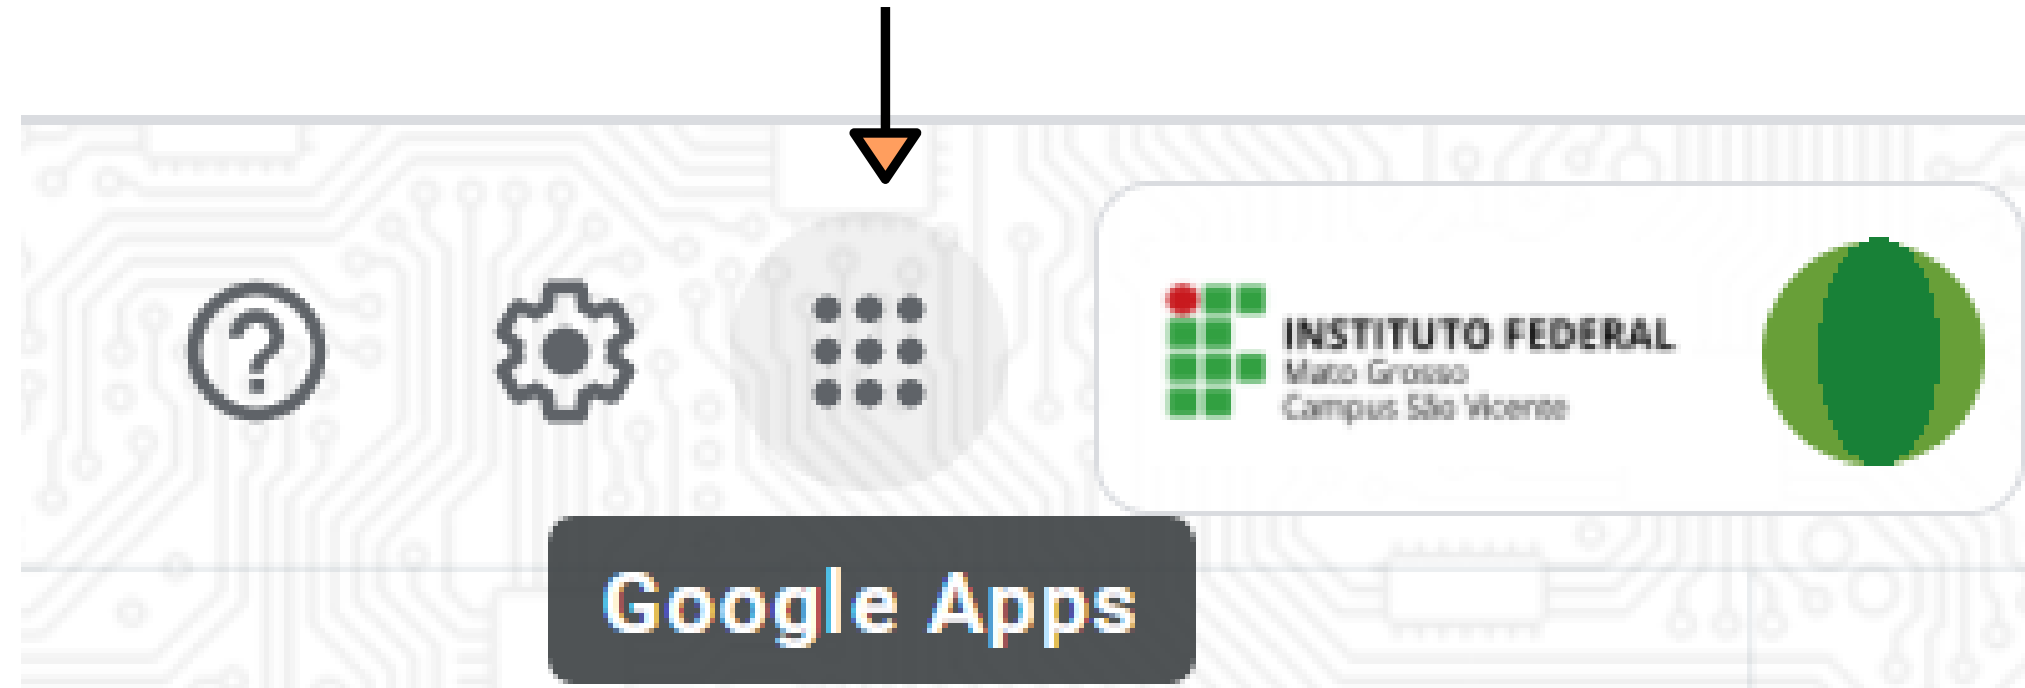 INSTITUTO FEDERAL
Mato Grosso
Campus São Vicente
Google Apps